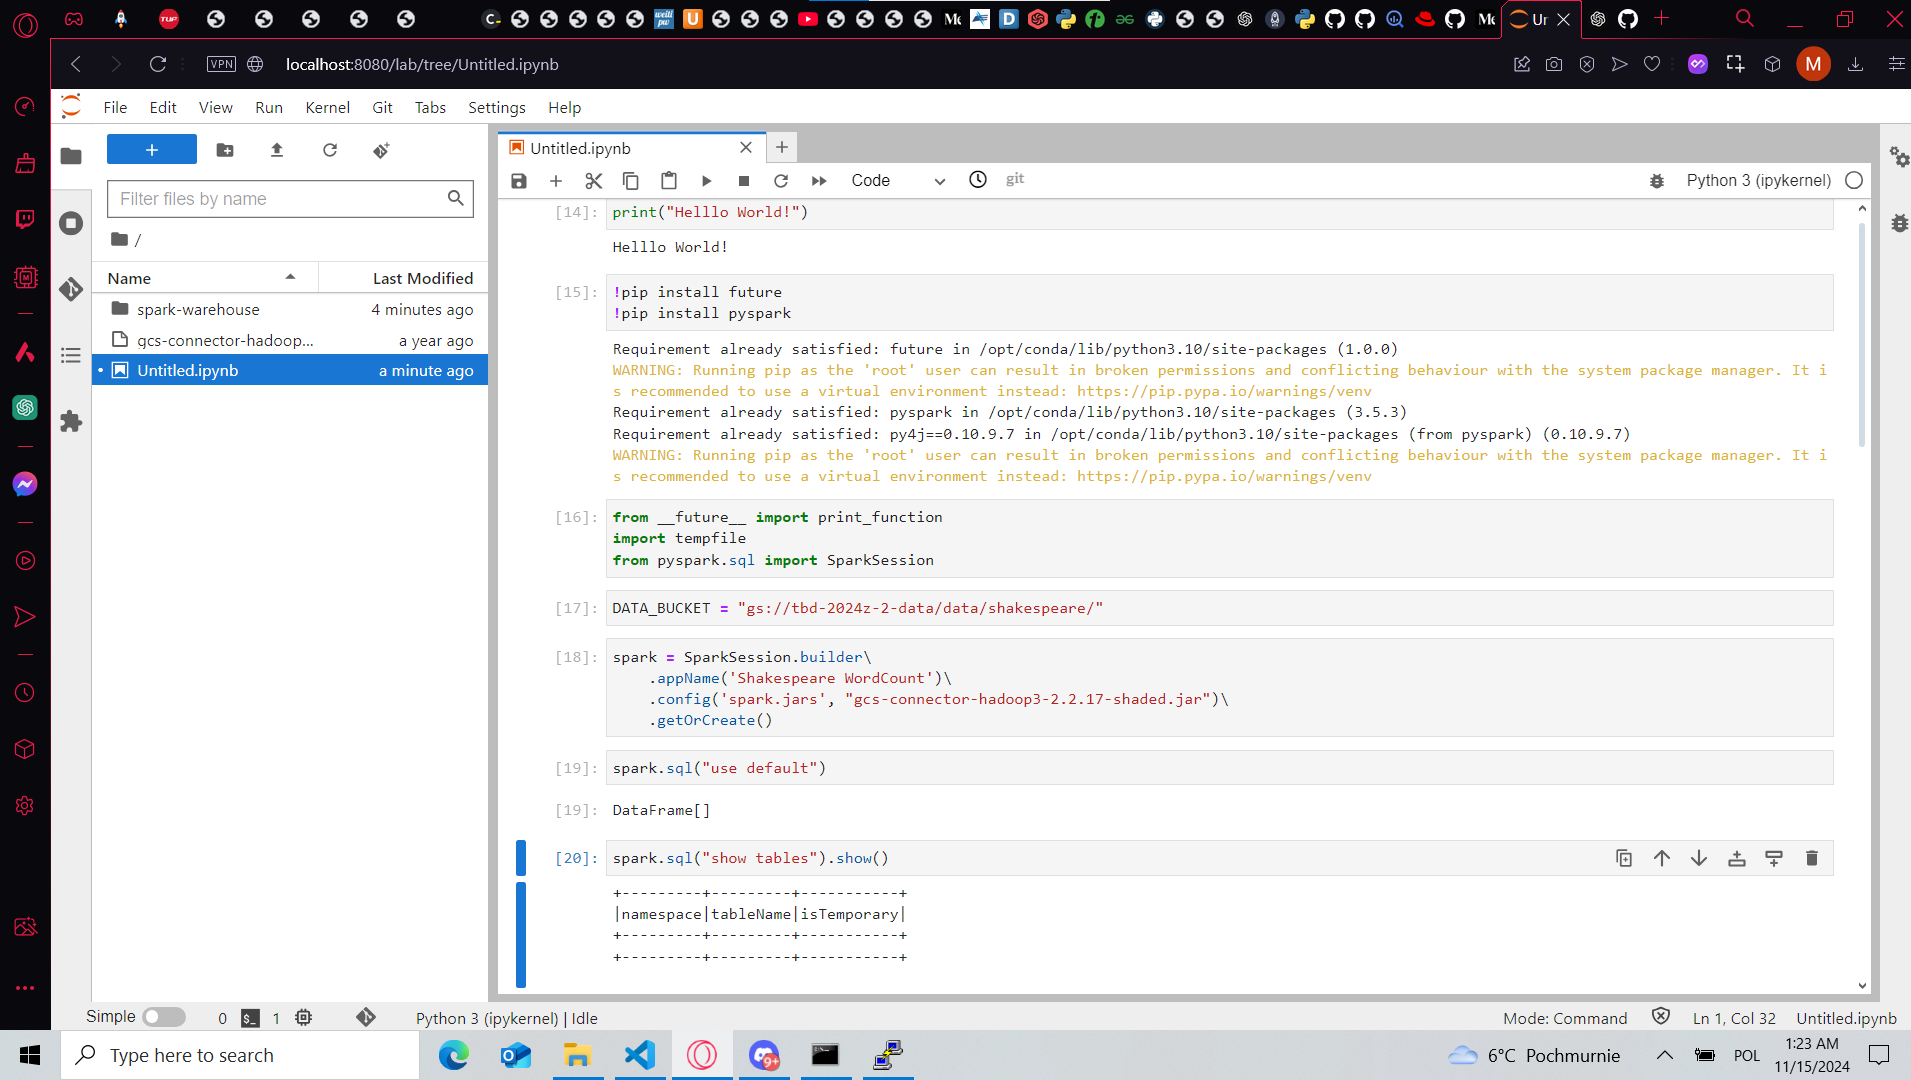 Ur
VPN
localhost:8080/lab/tree/Untitled.ipynb
M
File Edit View Run Kernel Git Tabs Settings Help
Untitled.ipynb
Filter files by name
Code
git
Python 3 (ipykernel)
/
Name
Last Modified
spark-warehouse
4 minutes ago
gcs-connector-hadoop...
a year ago
Untitled.ipynb
a minute ago
[14]: print("Helllo World!")
Helllo World!
[15]: !pip install future
!pip install pyspark
Requirement already satisfied: future in /opt/conda/lib/python3.10/site-packages (1.0.0)
WARNING: Running pip as the 'root' user can result in broken permissions and conflicting behaviour with the system package manager. It i
s recommended to use a virtual environment instead: https://pip.pypa.io/warnings/venv
Requirement already satisfied: pyspark in /opt/conda/lib/python3.10/site-packages (3.5.3)
Requirement already satisfied: py4j==0.10.9.7 in /opt/conda/lib/python3.10/site-packages (from pyspark) (0.10.9.7)
WARNING: Running pip as the 'root' user can result in broken permissions and conflicting behaviour with the system package manager. It i
s recommended to use a virtual environment instead: https://pip.pypa.io/warnings/venv
[16]: from __future__ import print_function
import tempfile
from pyspark.sql import SparkSession
[17]: DATA_BUCKET = "gs://tbd-2024z-2-data/data/shakespeare/"
[18]: spark = SparkSession.builder\
    .appName('Shakespeare WordCount')\
    .config('spark.jars', "gcs-connector-hadoop3-2.2.17-shaded.jar")\
    .getOrCreate()
[19]: spark.sql("use default")
[19]: DataFrame[]
[20]: spark.sql("show tables").show()
+---------+---------+-----------+
|namespace|tableName|isTemporary|
+---------+---------+-----------+
+---------+---------+-----------+
Simple
0
1
Python 3 (ipykernel) | Idle
Mode: Command
Ln 1, Col 32
Untitled.ipynb
Type here to search
9+
6°C Pochmurnie
POL
1:23 AM
11/15/2024